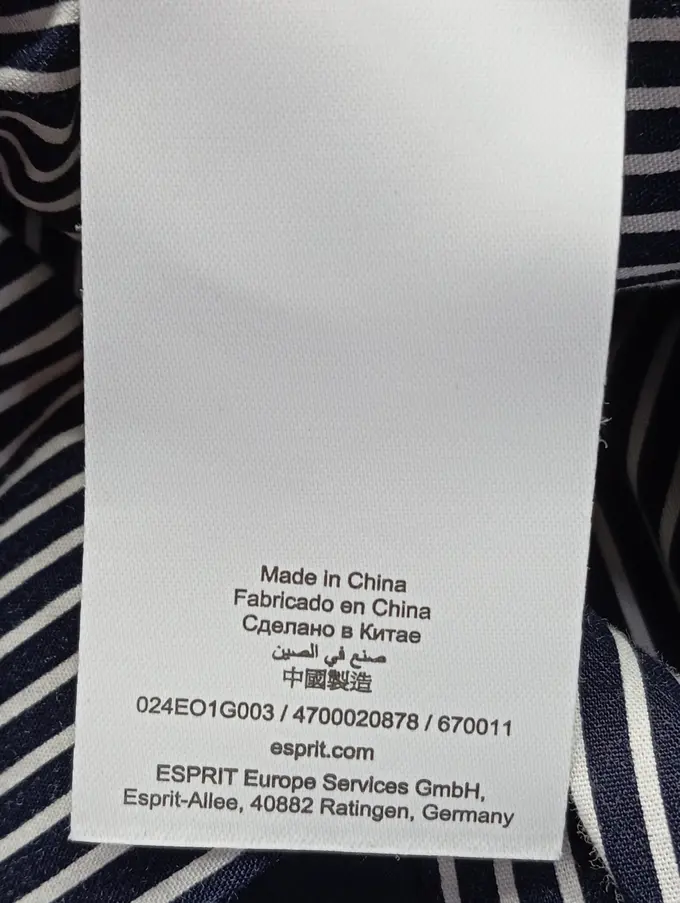 Made in China
Fabricado en China
Сделано в Китае
صنع في الصين
中國製造
024EO1G003 / 4700020878 / 670011
esprit.com
ESPRIT Europe Services GmbH,
Esprit-Allee, 40882 Ratingen, Germany